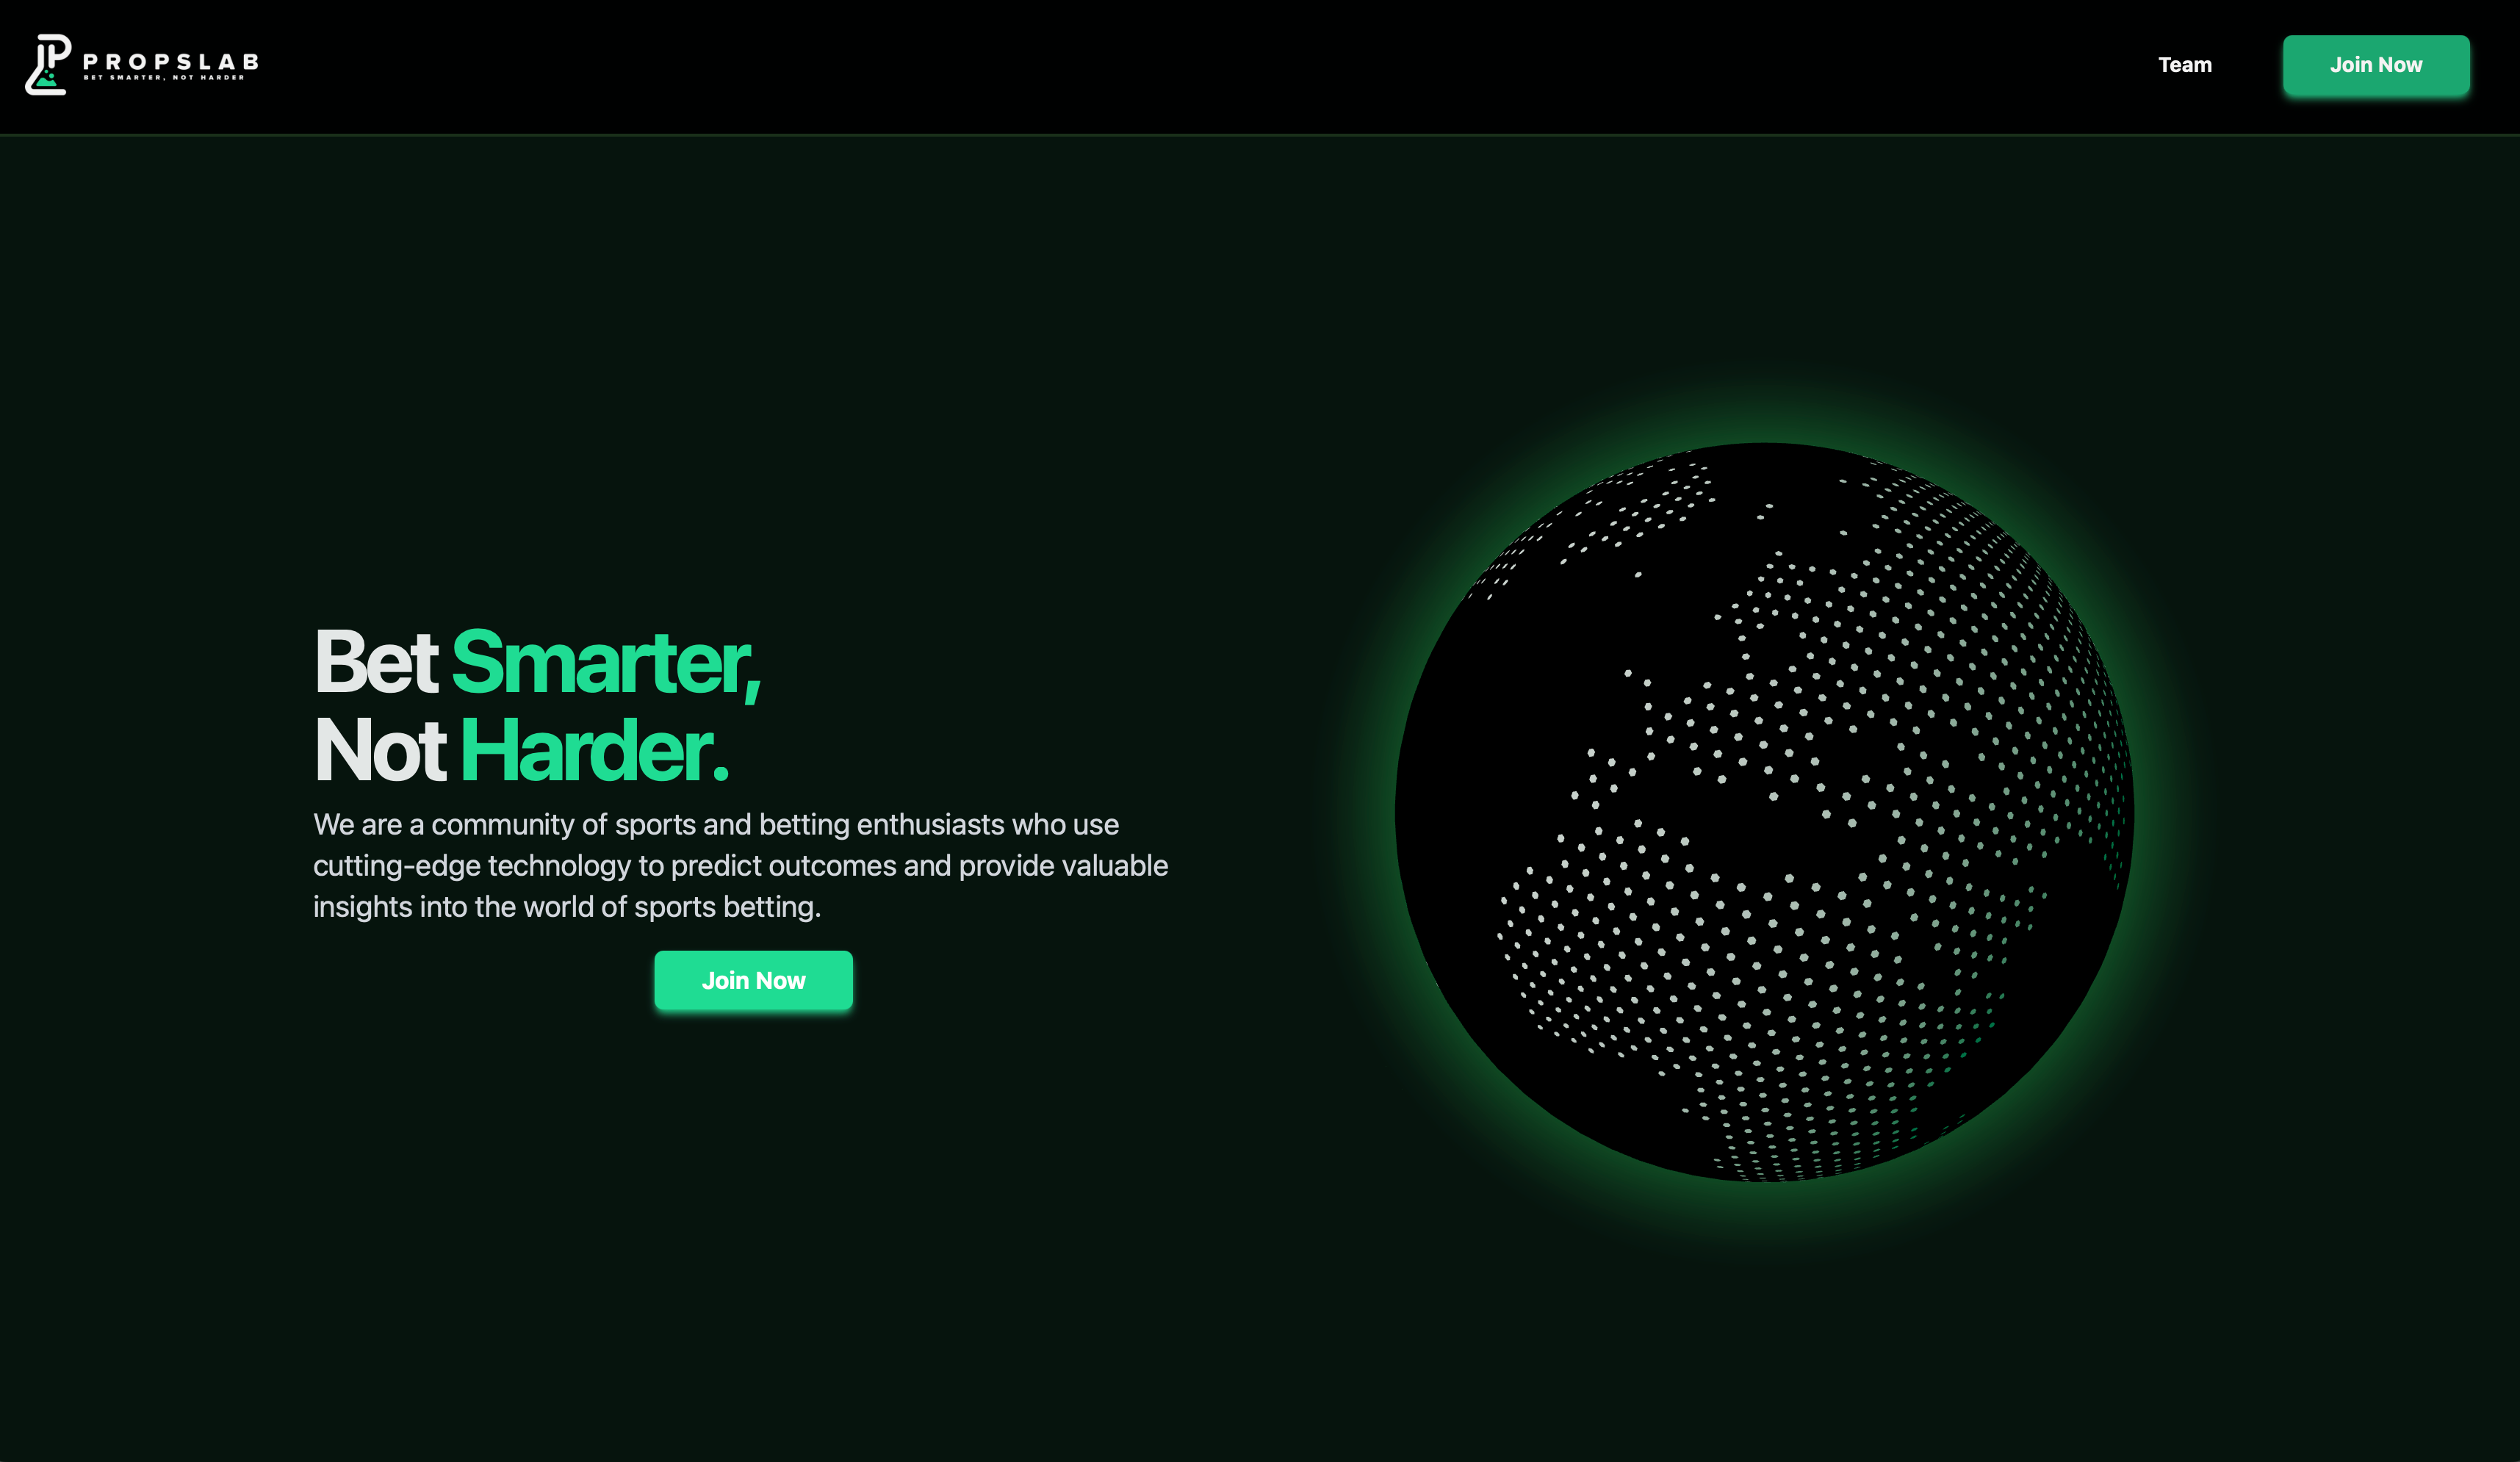 PROPSLAB
BET SMARTER, NOT HARDER
Team
Join Now
Bet Smarter,
Not Harder.
We are a community of sports and betting enthusiasts who use
cutting-edge technology to predict outcomes and provide valuable
insights into the world of sports betting.
Join Now